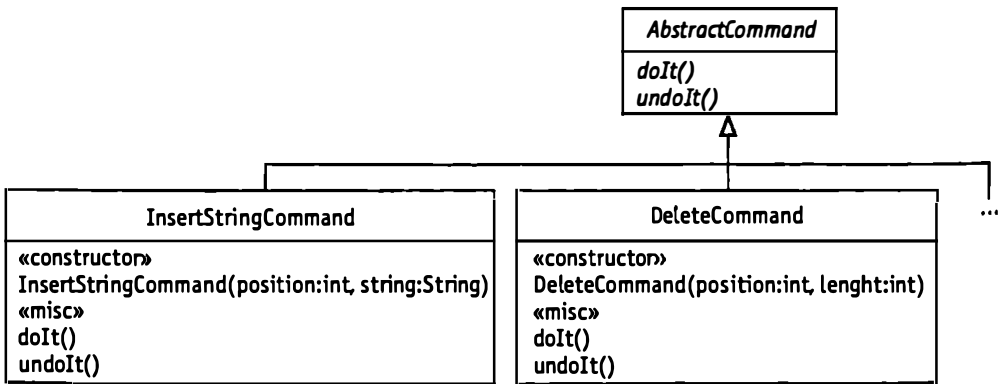 AbstractCommand
doIt()
undoIt()
InsertStringCommand
«constructor»
InsertStringCommand(position:int, string:String)
«misc»
doIt()
undoIt()
DeleteCommand
«constructor»
DeleteCommand(position:int, lenght:int)
«misc»
doIt()
undoIt()
...